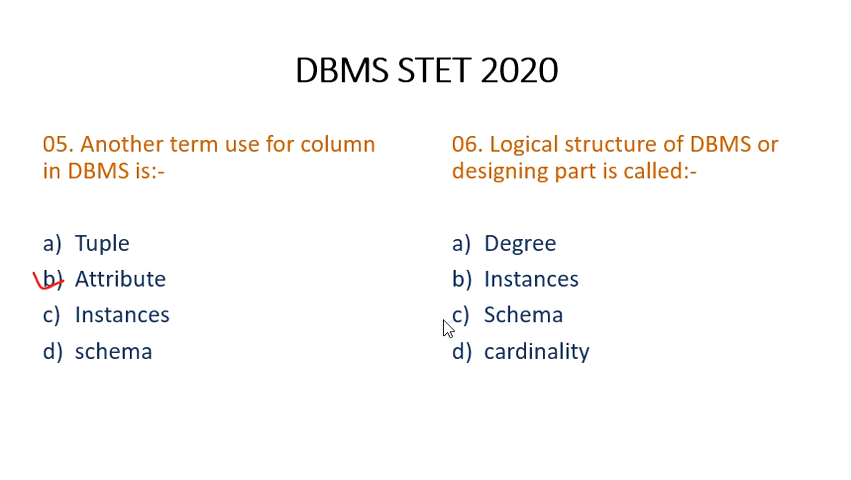 DBMS STET 2020
05. Another term use for column
in DBMS is:-
a) Tuple
b) Attribute
c) Instances
d) schema
06. Logical structure of DBMS or
designing part is called:-
a) Degree
b) Instances
c) Schema
d) cardinality